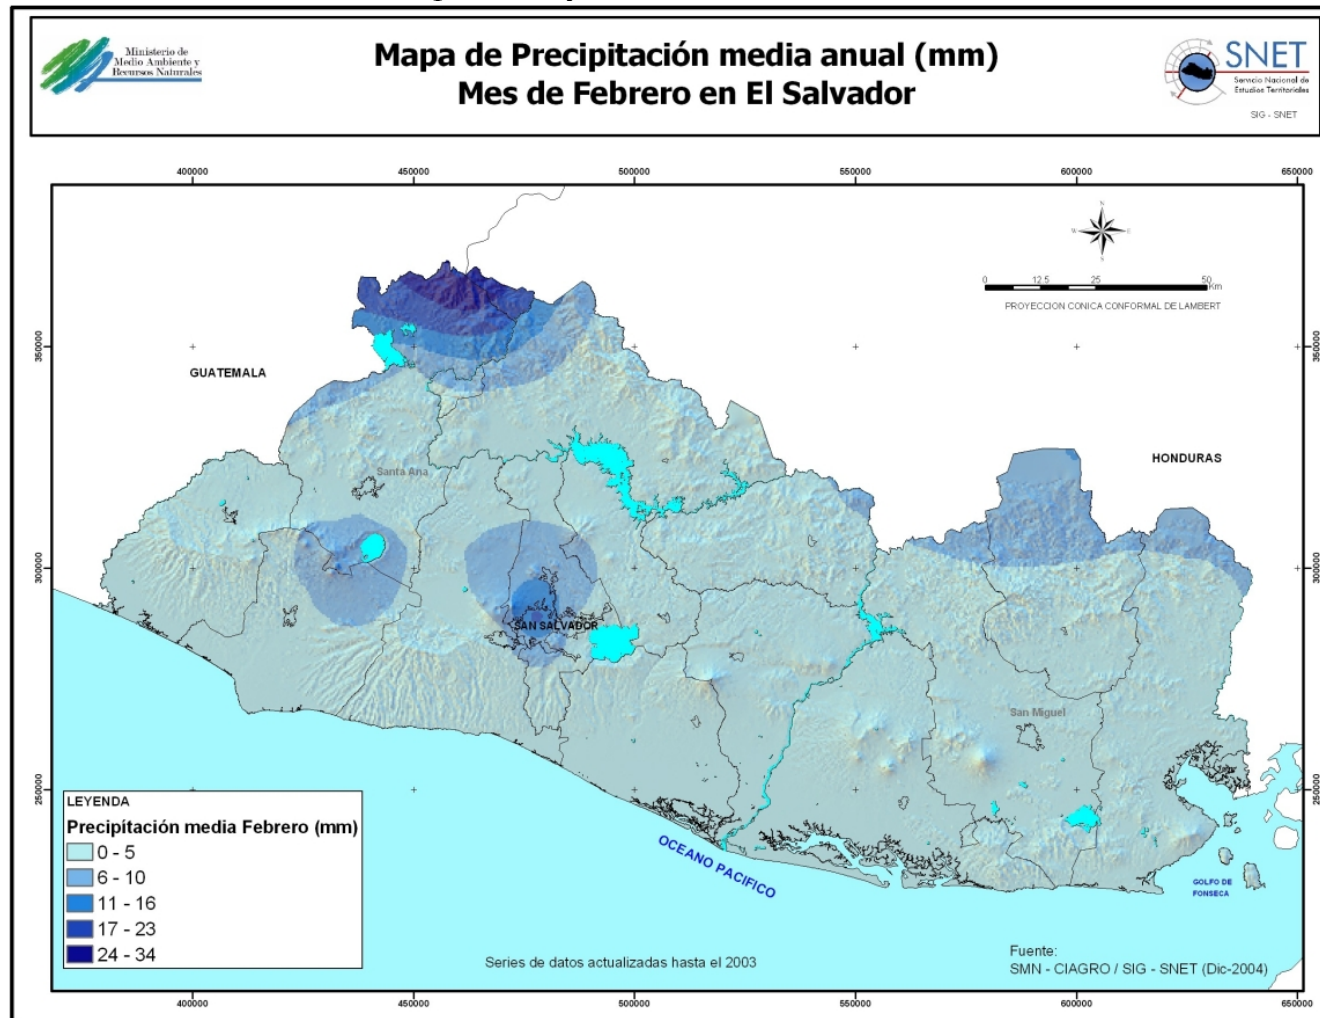 Ministerio de
Medio Ambiente y
Recursos Naturales
Mapa de Precipitación media anual (mm)
Mes de Febrero en El Salvador
SNET
Servicio Nacional de
Estudios Territoriales
SIG - SNET
400000 450000 500000 550000 600000 650000
N
W E
S
0 12.5 25 50
Km
PROYECCION CONICA CONFORMAL DE LAMBERT
350000 350000
GUATEMALA
HONDURAS
Santa Ana
300000 300000
SAN SALVADOR
San Miguel
250000 250000
OCEANO PACIFICO
GOLFO DE
FONSECA
LEYENDA
Precipitación media Febrero (mm)
0 - 5
6 - 10
11 - 16
17 - 23
24 - 34
Series de datos actualizadas hasta el 2003
Fuente:
SMN - CIAGRO / SIG - SNET (Dic-2004)
400000 450000 500000 550000 600000 650000